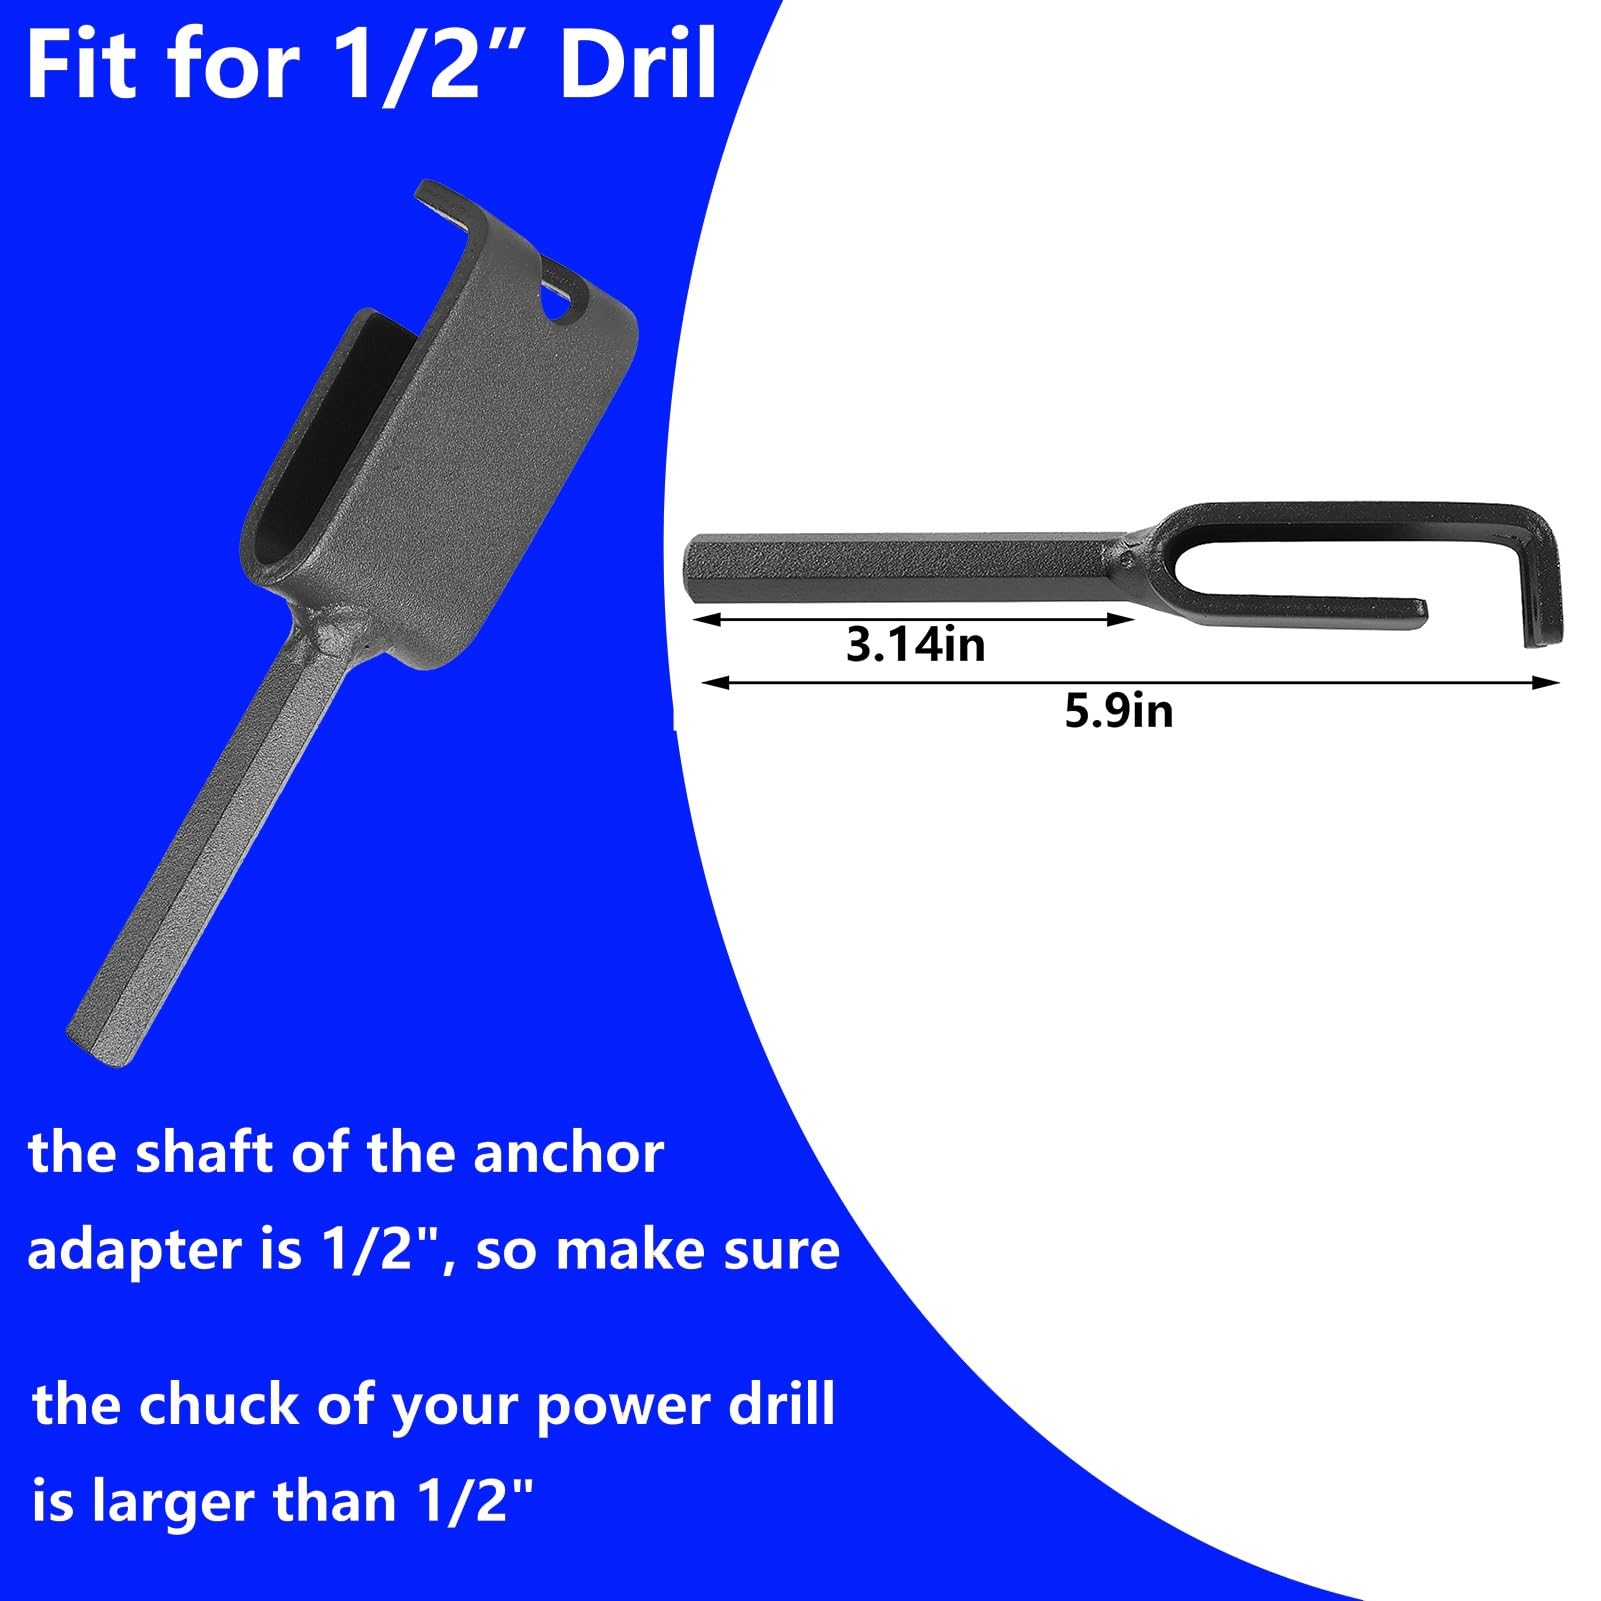 Fit for 1/2” Dril
3.14in
5.9in
the shaft of the anchor
adapter is 1/2", so make sure
the chuck of your power drill
is larger than 1/2"